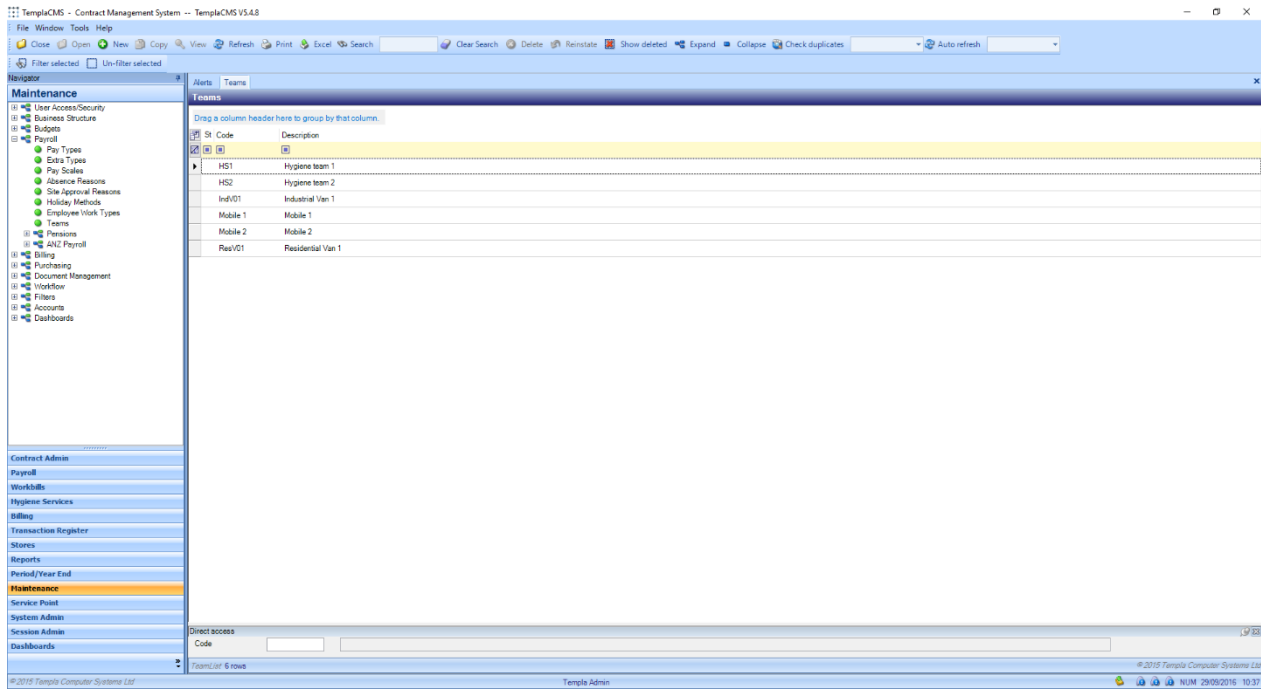 TemplaCMS - Contract Management System -- TemplaCMS V5.4.8
File Window Tools Help
Close Open New Copy View Refresh Print Excel Search Clear Search Delete Reinstate Show deleted Expand Collapse Check duplicates Auto refresh
Filter selected Un-filter selected
Navigator
Maintenance
User Access/Security
Business Structure
Budgets
Payroll
Pay Types
Extra Types
Pay Scales
Absence Reasons
Site Approval Reasons
Holiday Methods
Employee Work Types
Teams
Pensions
ANZ Payroll
Billing
Purchasing
Document Management
Workflow
Filters
Accounts
Dashboards
Contract Admin
Payroll
Workbills
Hygiene Services
Billing
Transaction Register
Stores
Reports
Period/Year End
Maintenance
Service Point
System Admin
Session Admin
Dashboards
Alerts Teams
Teams
Drag a column header here to group by that column.
St Code Description
HS1 Hygiene team 1
HS2 Hygiene team 2
IndV01 Industrial Van 1
Mobile 1 Mobile 1
Mobile 2 Mobile 2
ResV01 Residential Van 1
Direct access
Code
TeamList 6 rows
© 2015 Templa Computer Systems Ltd
© 2015 Templa Computer Systems Ltd
Templa Admin
NUM 29/09/2016 10:37